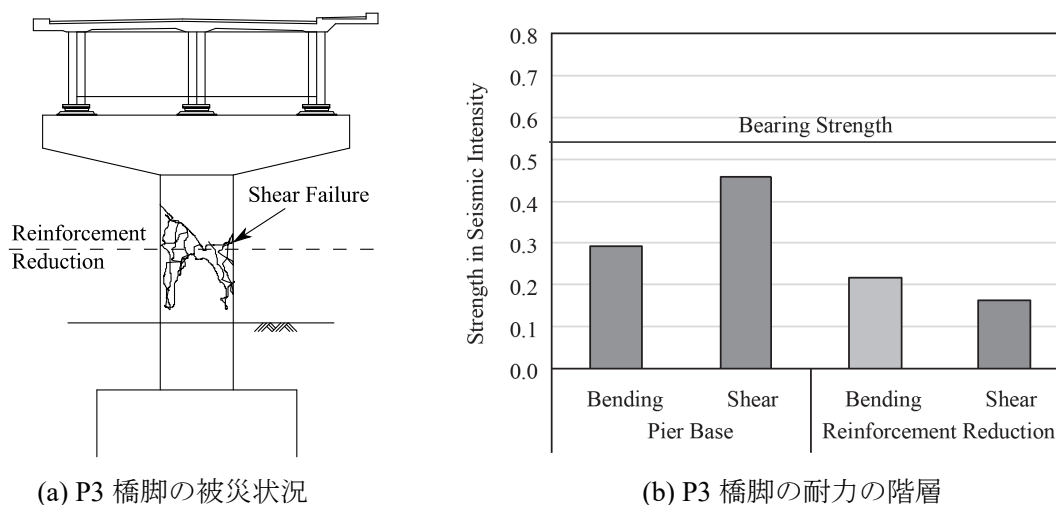 Shear Failure
Reinforcement
Reduction
(a) P3 橋脚の被災状況
Strength in Seismic Intensity
0.8
0.7
0.6
0.5
0.4
0.3
0.2
0.1
0.0
Bearing Strength
Bending Shear Bending Shear
Pier Base Reinforcement Reduction
(b) P3 橋脚の耐力の階層